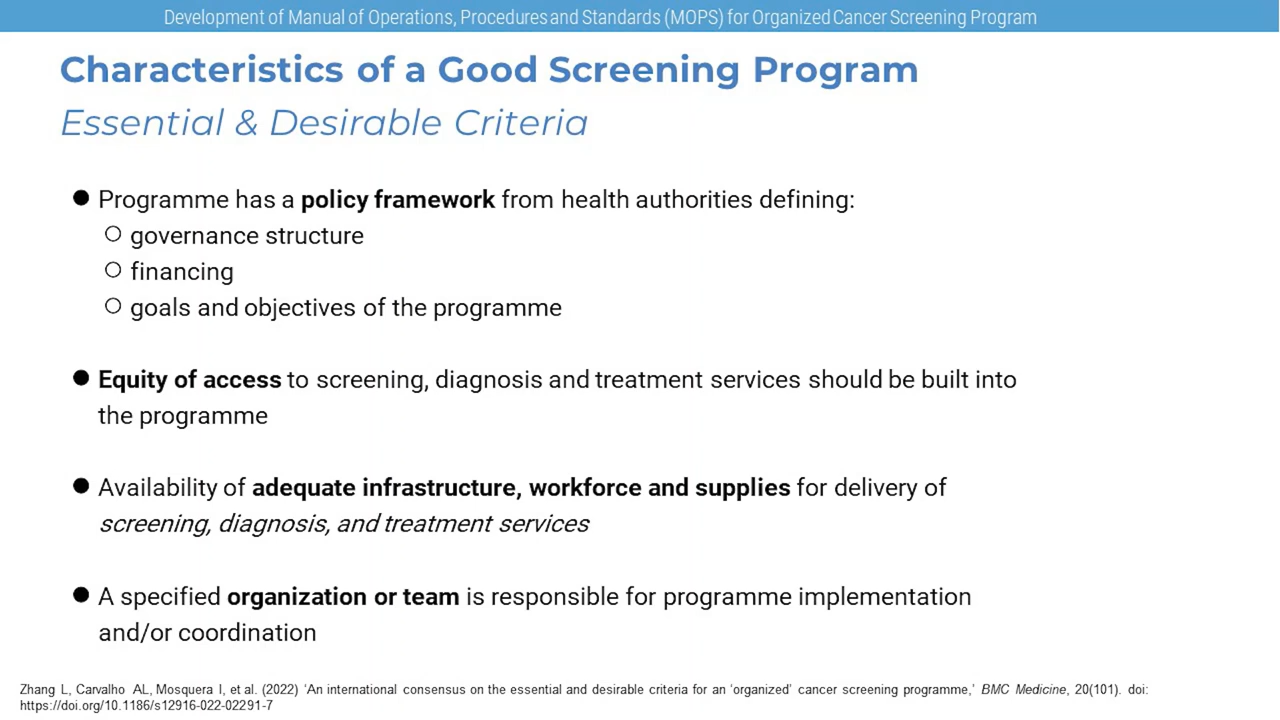 Development of Manual of Operations, Procedures and Standards (MOPS) for Organized Cancer Screening Program
Characteristics of a Good Screening Program
Essential & Desirable Criteria
● Programme has a policy framework from health authorities defining:
○ governance structure
○ financing
○ goals and objectives of the programme
● Equity of access to screening, diagnosis and treatment services should be built into
the programme
● Availability of adequate infrastructure, workforce and supplies for delivery of
screening, diagnosis, and treatment services
● A specified organization or team is responsible for programme implementation
and/or coordination
Zhang L, Carvalho AL, Mosquera I, et al. (2022) ‘An international consensus on the essential and desirable criteria for an ‘organized’ cancer screening programme,’ BMC Medicine, 20(101). doi:
https://doi.org/10.1186/s12916-022-02291-7